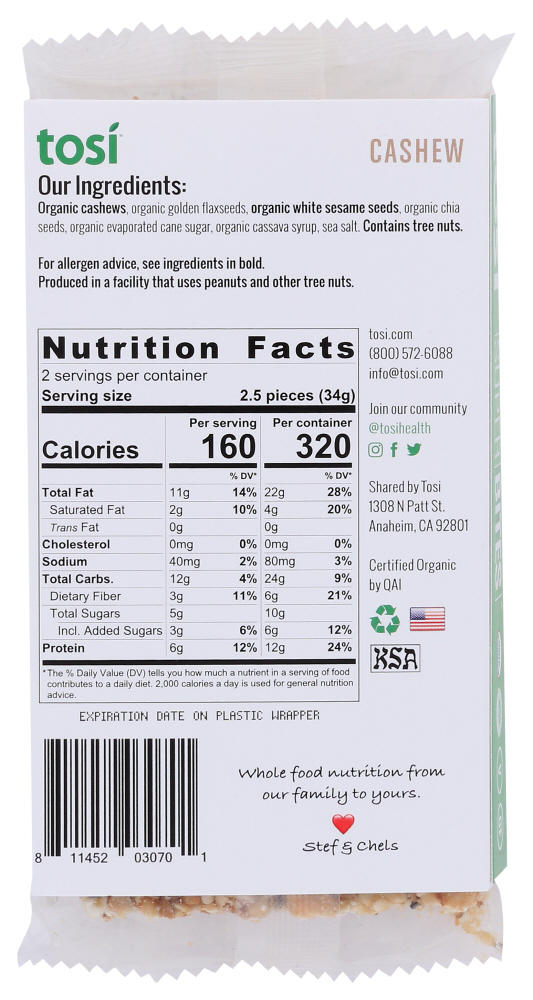 tosí
CASHEW
Our Ingredients:
Organic cashews, organic golden flaxseeds, organic white sesame seeds, organic chia
seeds, organic evaporated cane sugar, organic cassava syrup, sea salt. Contains tree nuts.
For allergen advice, see ingredients in bold.
Produced in a facility that uses peanuts and other tree nuts.
Nutrition Facts
2 servings per container
Serving size 2.5 pieces (34g)
Per serving Per container
Calories 160 320
% DV* % DV*
Total Fat 11g 14% 22g 28%
Saturated Fat 2g 10% 4g 20%
Trans Fat 0g 0g
Cholesterol 0mg 0% 0mg 0%
Sodium 40mg 2% 80mg 3%
Total Carbs. 12g 4% 24g 9%
Dietary Fiber 3g 11% 6g 21%
Total Sugars 5g 10g
Incl. Added Sugars 3g 6% 6g 12%
Protein 6g 12% 12g 24%
*The % Daily Value (DV) tells you how much a nutrient in a serving of food
contributes to a daily diet. 2,000 calories a day is used for general nutrition
advice.
tosi.com
(800) 572-6088
info@tosi.com
Join our community
@tosihealth
Shared by Tosi
1308 N Patt St.
Anaheim, CA 92801
Certified Organic
by QAI
KSA
EXPIRATION DATE ON PLASTIC WRAPPER
8 11452 03070 1
Whole food nutrition from
our family to yours.
Stef & Chels